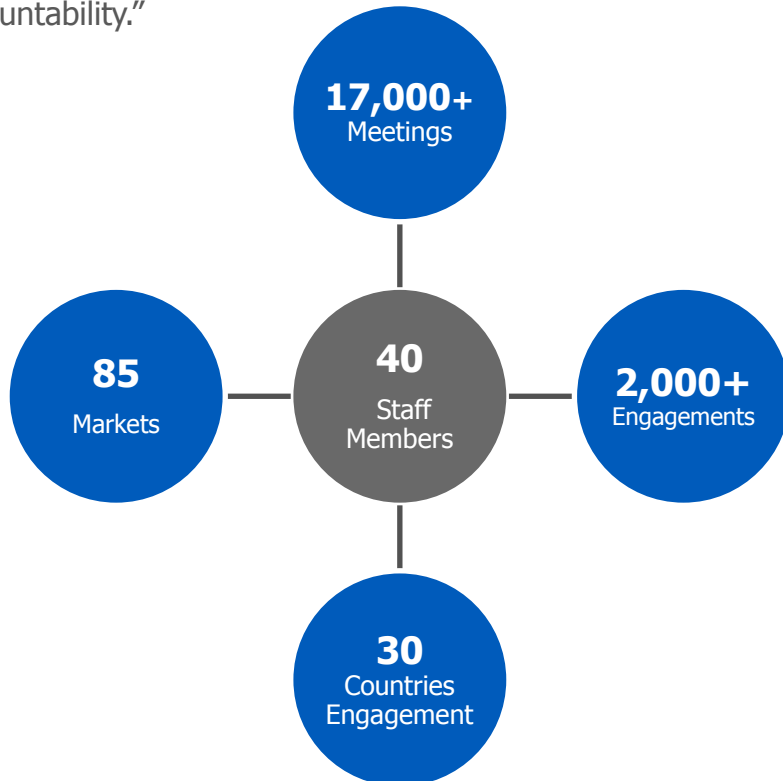 untability.”
17,000+
Meetings
85
Markets
40
Staff
Members
2,000+
Engagements
30
Countries
Engagement